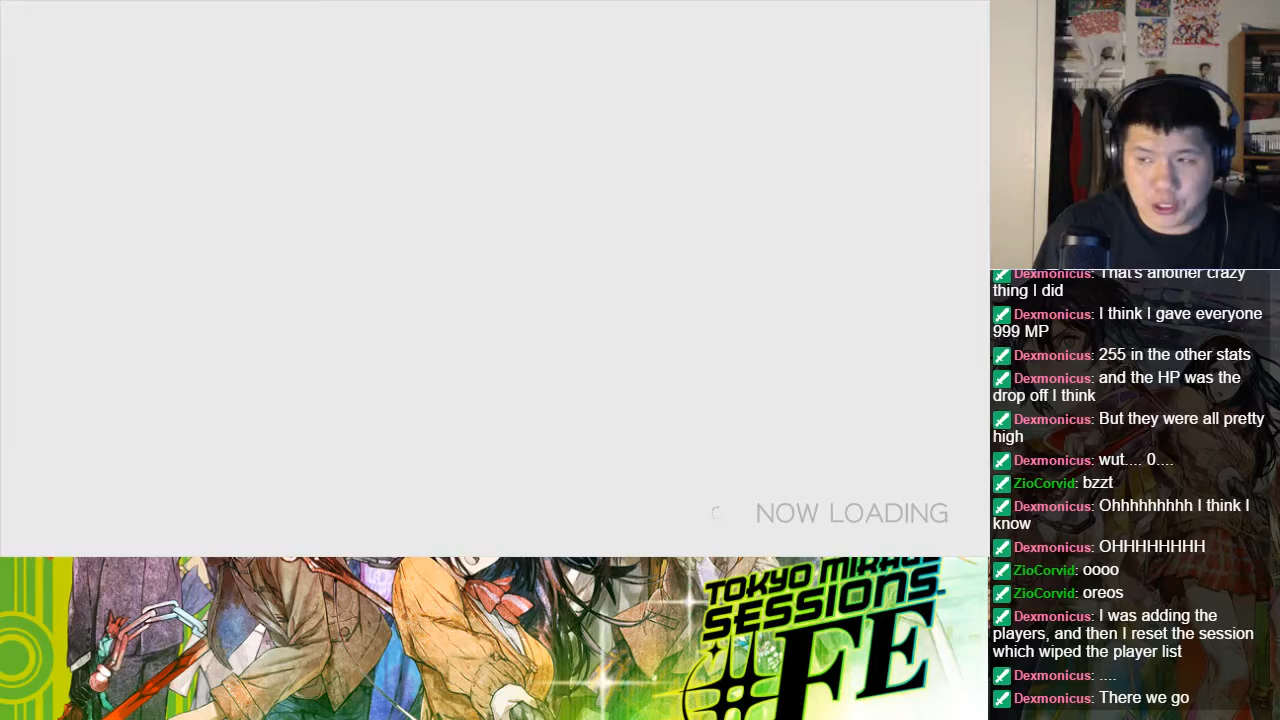 NOW LOADING
TOKYO MIRAGE
SESSIONS
#FE
Dexmonicus: That's another crazy
thing I did
Dexmonicus: I think I gave everyone
999 MP
Dexmonicus: 255 in the other stats
Dexmonicus: and the HP was the
drop off I think
Dexmonicus: But they were all pretty
high
Dexmonicus: wut.... 0....
ZioCorvid: bzzt
Dexmonicus: Ohhhhhhhhh I think I
know
Dexmonicus: OHHHHHHHH
ZioCorvid: oooo
ZioCorvid: oreos
Dexmonicus: I was adding the
players, and then I reset the session
which wiped the player list
Dexmonicus: ....
Dexmonicus: There we go